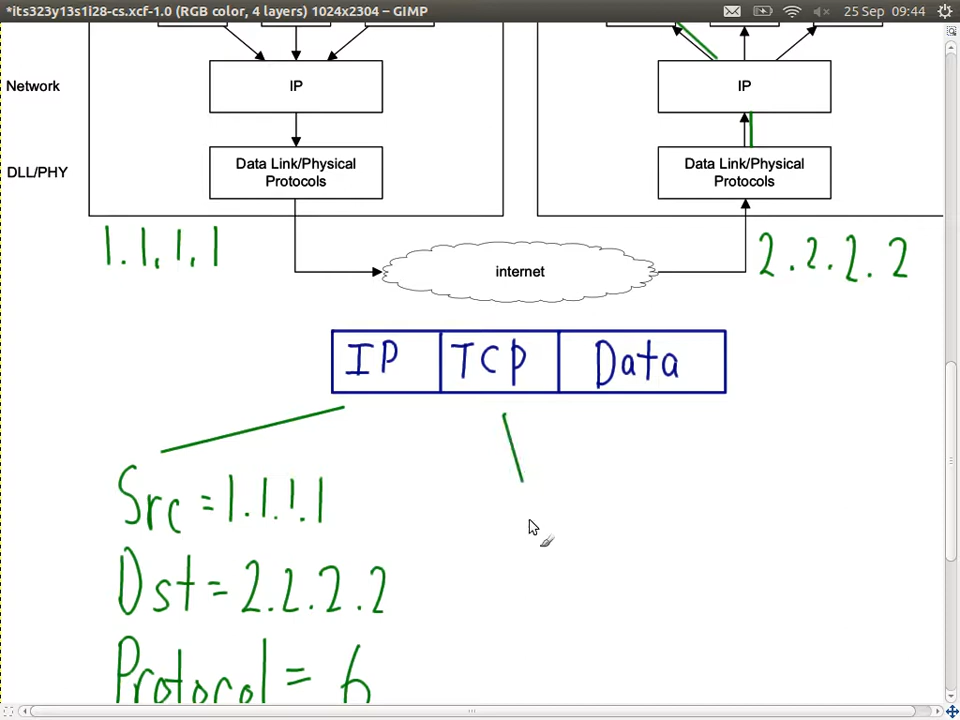 *its323y13s1i28-cs.xcf-1.0 (RGB color, 4 layers) 1024x2304 – GIMP
25 Sep 09:44
Network
IP
IP
DLL/PHY
Data Link/Physical
Protocols
Data Link/Physical
Protocols
1.1.1.1
2.2.2.2
internet
IP
TCP
Data
Src = 1.1.1.1
Dst = 2.2.2.2
Protocol = 6